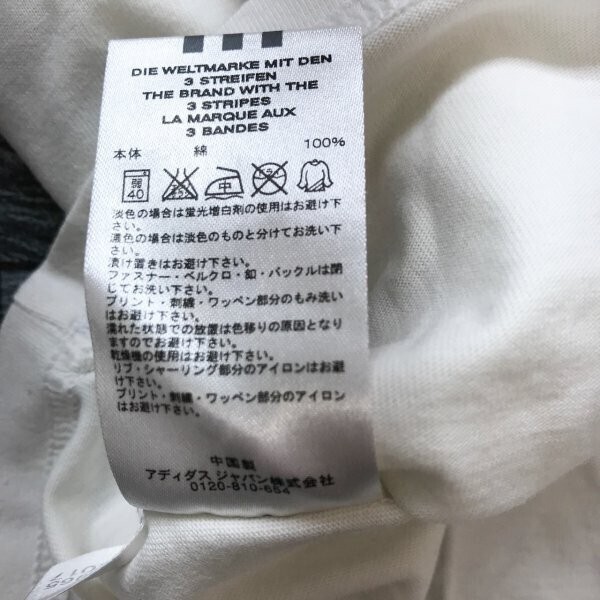 DIE WELTMARKE MIT DEN
3 STREIFEN
THE BRAND WITH THE
3 STRIPES
LA MARQUE AUX
3 BANDES
本体 綿 100%
弱
40
中
淡色の場合は蛍光増白剤の使用はお避け下
さい。
濃色の場合は淡色のものと分けてお洗い下
さい。
漬け置きはお避け下さい。
ファスナー・ベルクロ・釦・バックルは閉
じてお洗い下さい。
プリント・刺繍・ワッペン部分のもみ洗い
はお避け下さい。
濡れた状態での放置は色移りの原因となり
ますのでお避け下さい。
乾燥機の使用はお避け下さい。
リブ・シャーリング部分のアイロンはお避
け下さい。
プリント・刺繍・ワッペン部分のアイロン
はお避け下さい。
中国製
アディダス ジャパン株式会社
0120-810-654